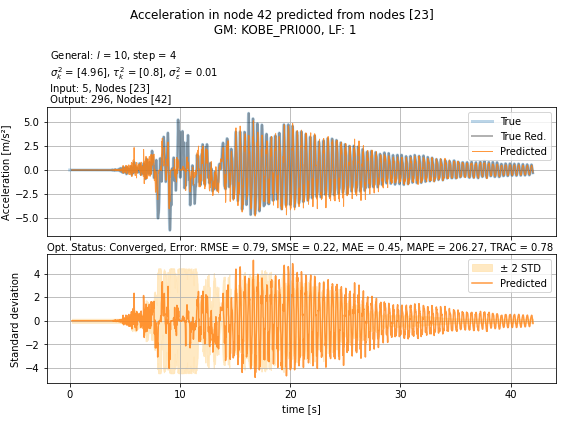 Acceleration in node 42 predicted from nodes [23]
GM: KOBE_PRI000, LF: 1
General: l = 10, step = 4
σ²ₖ = [4.96], τ²ₖ = [0.8], σ²ε = 0.01
Input: 5, Nodes [23]
Output: 296, Nodes [42]
Acceleration [m/s²]
5.0
2.5
0.0
−2.5
−5.0
True
True Red.
Predicted
Opt. Status: Converged, Error: RMSE = 0.79, SMSE = 0.22, MAE = 0.45, MAPE = 206.27, TRAC = 0.78
Standard deviation
4
2
0
−2
−4
± 2 STD
Predicted
0 10 20 30 40
time [s]